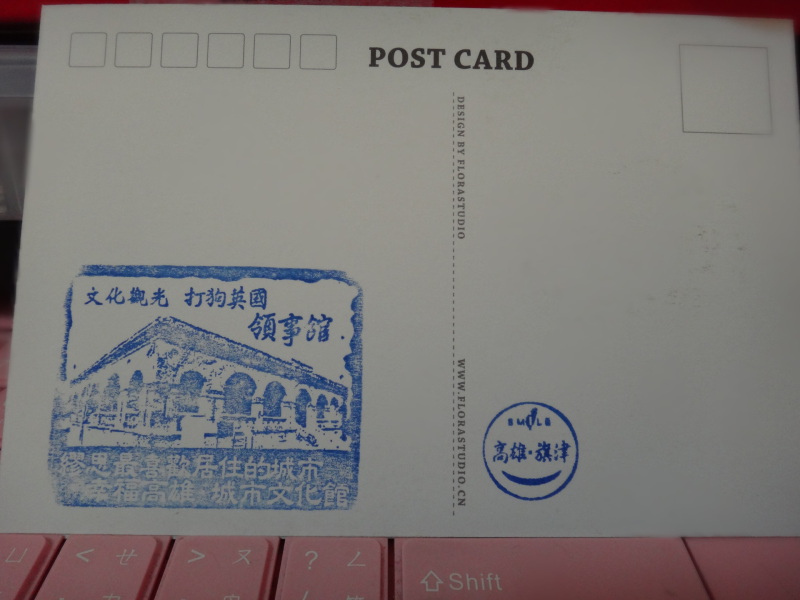 POST CARD
DESIGN BY FLORASTUDIO
WWW.FLORASTUDIO.CN
文化觀光 打狗英國
領事館
繆思最喜歡居住的城市
幸福高雄·城市文化館
SMILE
高雄·旗津
ㄩ < ㄝ > ㄡ ? ㄥ
Shift